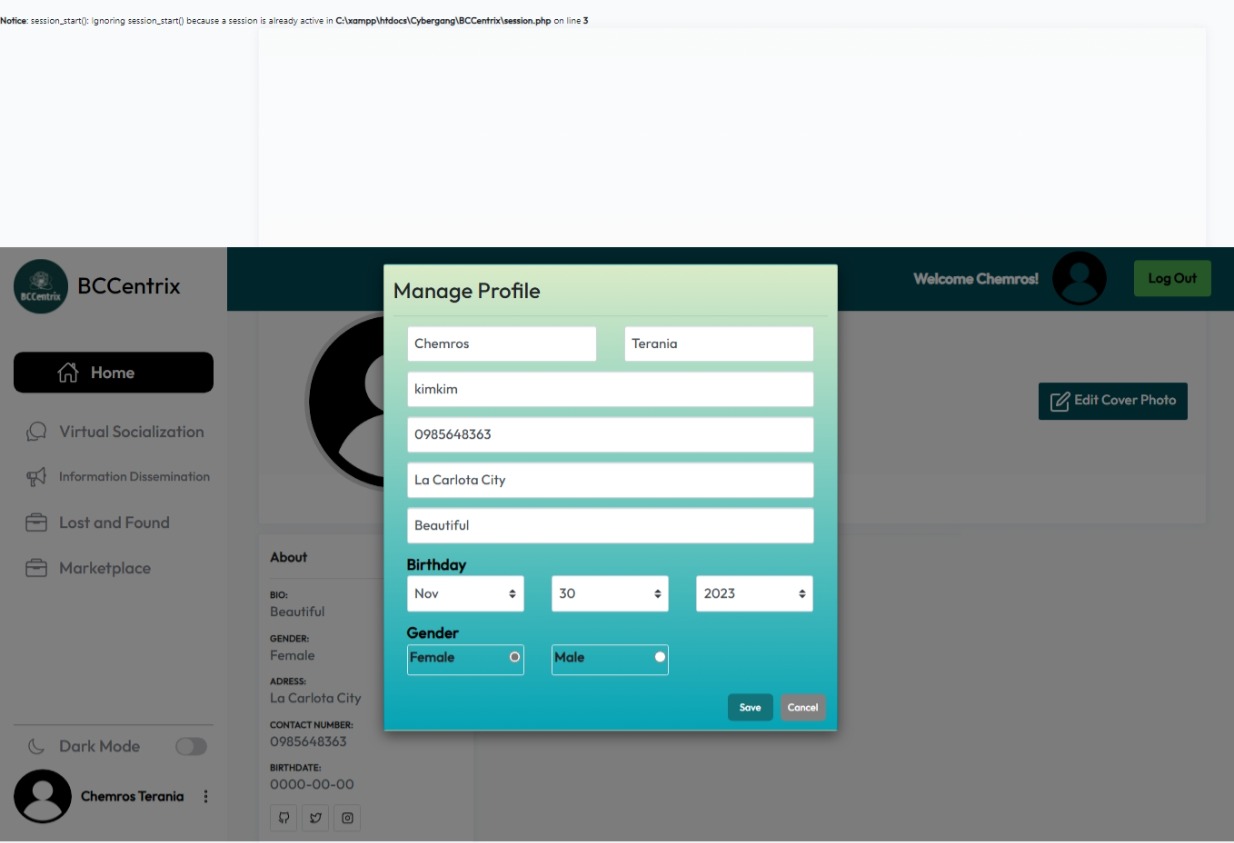 Notice: session_start(): Ignoring session_start() because a session is already active in C:\xampp\htdocs\Cybergang\BCCentrix\session.php on line 3
BCCentrix
BCCentrix
Welcome Chemros!
Log Out
Home
Virtual Socialization
Information Dissemination
Lost and Found
Marketplace
Dark Mode
Chemros Terania
Edit Cover Photo
About
BIO:
Beautiful
GENDER:
Female
ADRESS:
La Carlota City
CONTACT NUMBER:
0985648363
BIRTHDATE:
0000-00-00
Manage Profile
Chemros Terania
kimkim
0985648363
La Carlota City
Beautiful
Birthday
Nov 30 2023
Gender
Female Male
Save Cancel